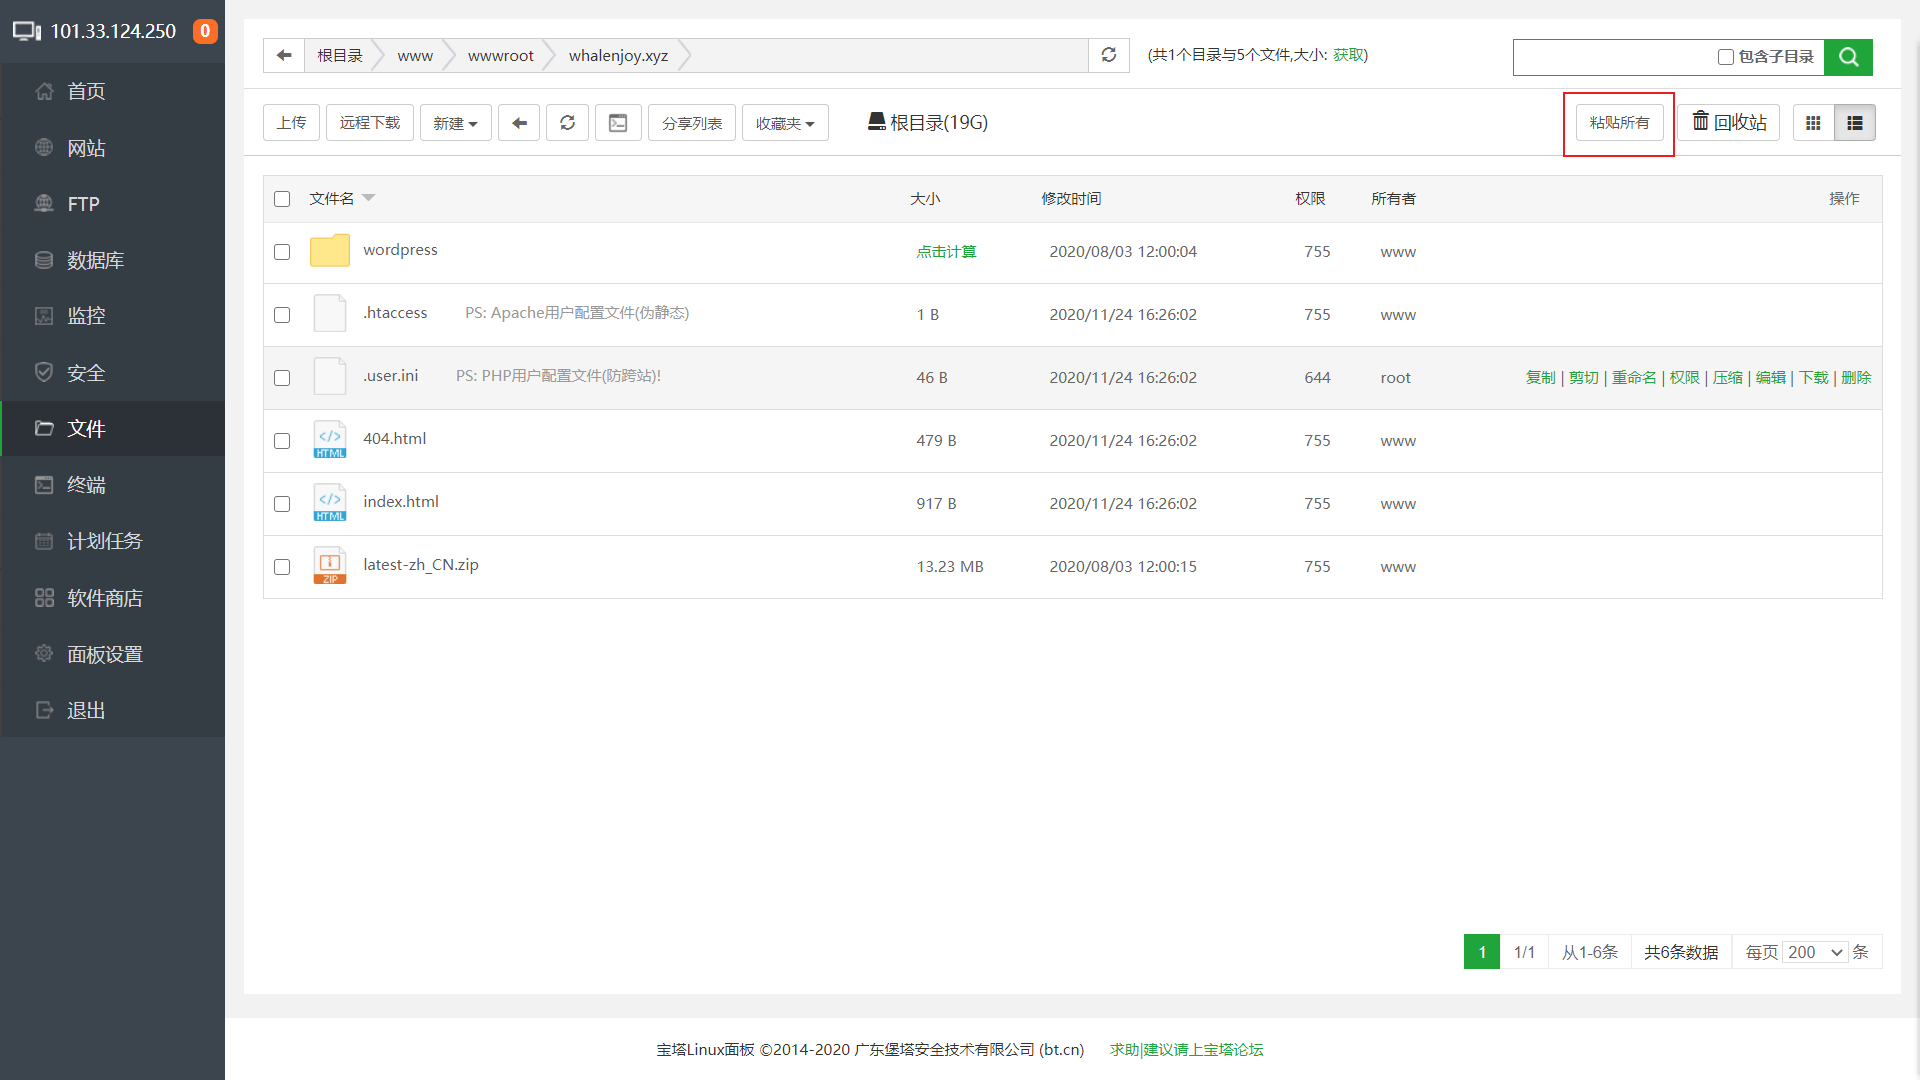 101.33.124.250 0
首页
网站
FTP
数据库
监控
安全
文件
终端
计划任务
软件商店
面板设置
退出
根目录 www wwwroot whalenjoy.xyz (共1个目录与5个文件,大小: 获取) 包含子目录
上传 远程下载 新建 分享列表 收藏夹 根目录(19G) 粘贴所有 回收站
文件名 大小 修改时间 权限 所有者 操作
wordpress 点击计算 2020/08/03 12:00:04 755 www
.htaccess PS: Apache用户配置文件(伪静态) 1 B 2020/11/24 16:26:02 755 www
.user.ini PS: PHP用户配置文件(防跨站)! 46 B 2020/11/24 16:26:02 644 root 复制 | 剪切 | 重命名 | 权限 | 压缩 | 编辑 | 下载 | 删除
HTML 404.html 479 B 2020/11/24 16:26:02 755 www
HTML index.html 917 B 2020/11/24 16:26:02 755 www
ZIP latest-zh_CN.zip 13.23 MB 2020/08/03 12:00:15 755 www
1 1/1 从1-6条 共6条数据 每页 200 条
宝塔Linux面板 ©2014-2020 广东堡塔安全技术有限公司 (bt.cn) 求助|建议请上宝塔论坛